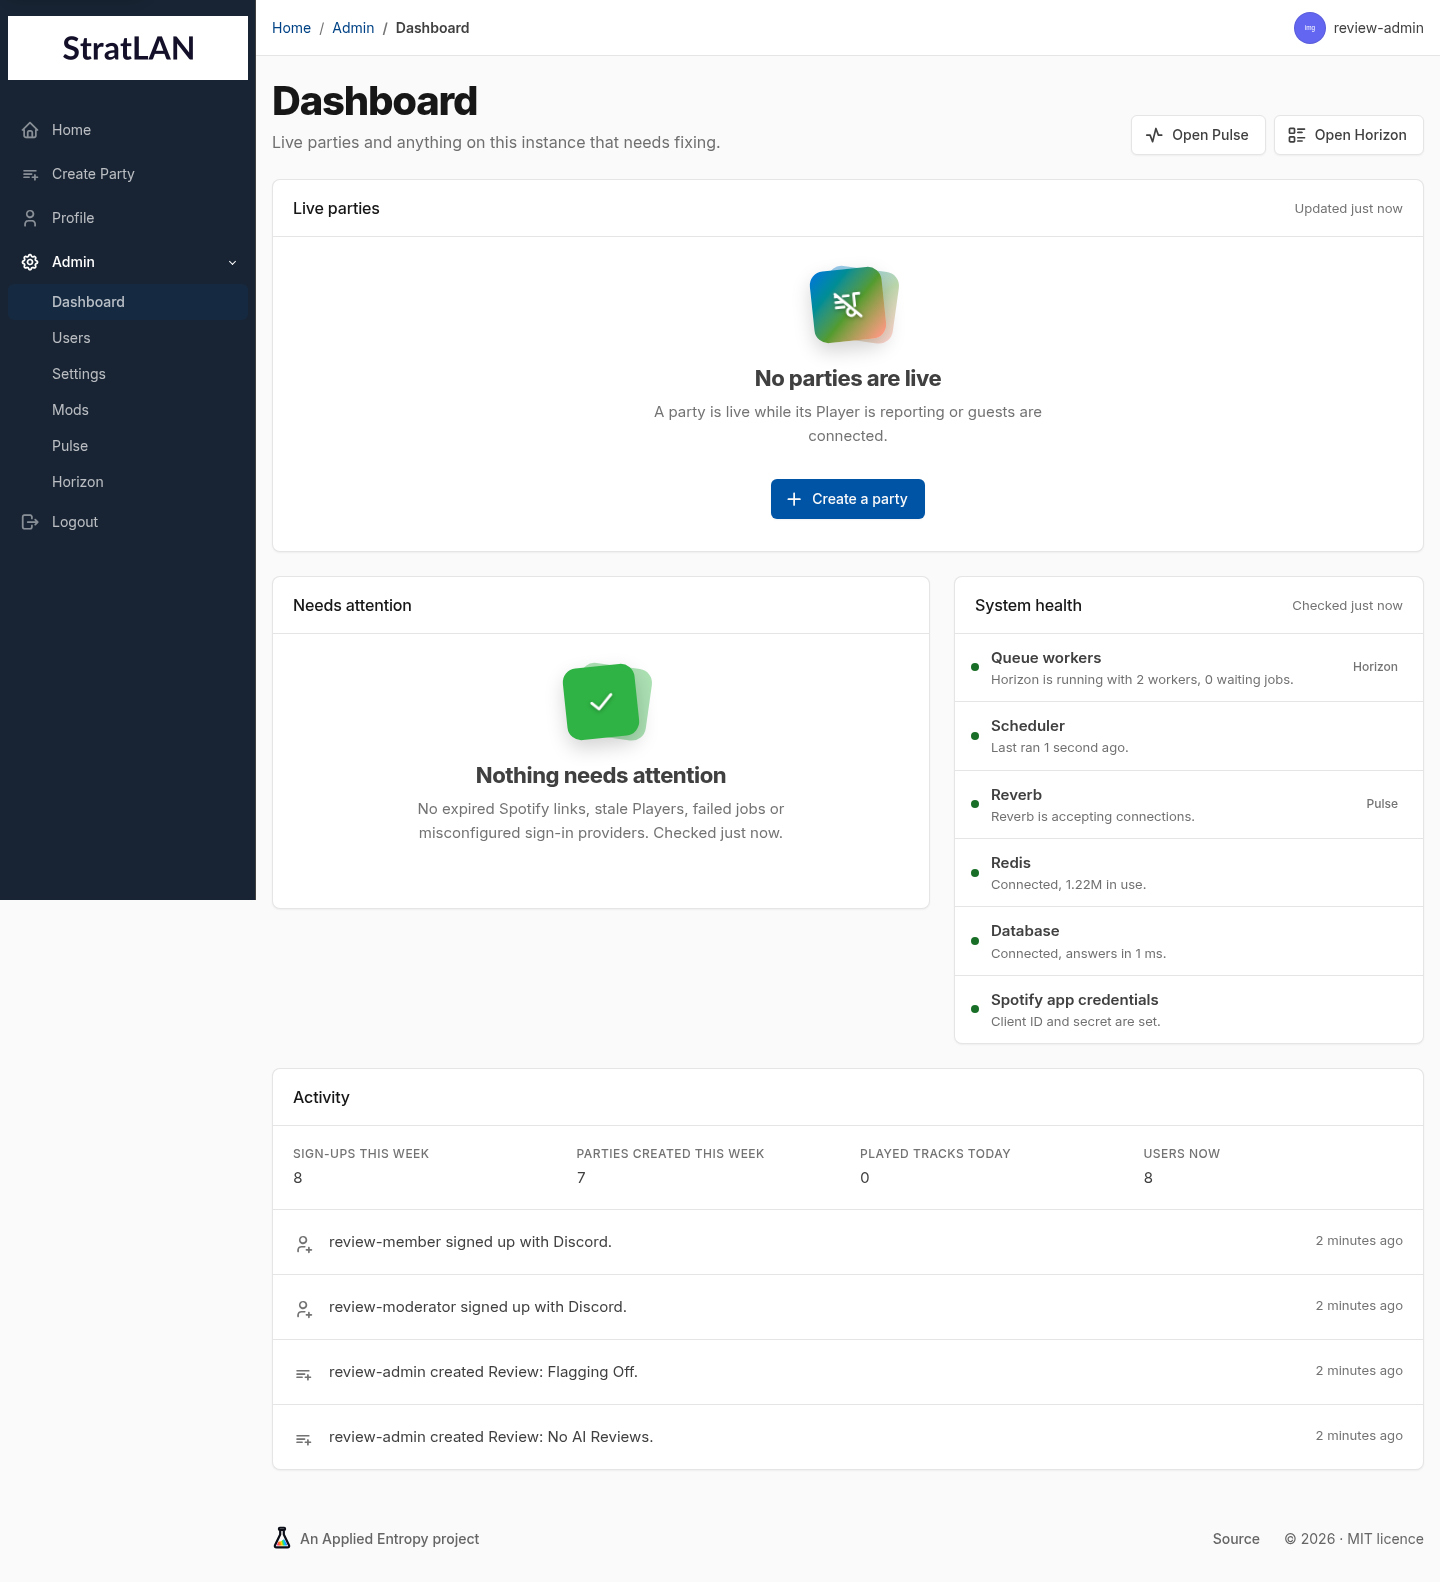 StratLAN
Home
Create Party
Profile
Admin
Dashboard
Users
Settings
Mods
Pulse
Horizon
Logout
Home / Admin / Dashboard
img
review-admin
Dashboard
Live parties and anything on this instance that needs fixing.
Open Pulse
Open Horizon
Live parties
Updated just now
No parties are live
A party is live while its Player is reporting or guests are
connected.
Create a party
Needs attention
Nothing needs attention
No expired Spotify links, stale Players, failed jobs or
misconfigured sign-in providers. Checked just now.
System health
Checked just now
Queue workers
Horizon is running with 2 workers, 0 waiting jobs.
Horizon
Scheduler
Last ran 1 second ago.
Reverb
Reverb is accepting connections.
Pulse
Redis
Connected, 1.22M in use.
Database
Connected, answers in 1 ms.
Spotify app credentials
Client ID and secret are set.
Activity
SIGN-UPS THIS WEEK
8
PARTIES CREATED THIS WEEK
7
PLAYED TRACKS TODAY
0
USERS NOW
8
review-member signed up with Discord.
2 minutes ago
review-moderator signed up with Discord.
2 minutes ago
review-admin created Review: Flagging Off.
2 minutes ago
review-admin created Review: No AI Reviews.
2 minutes ago
An Applied Entropy project
Source
© 2026 · MIT licence